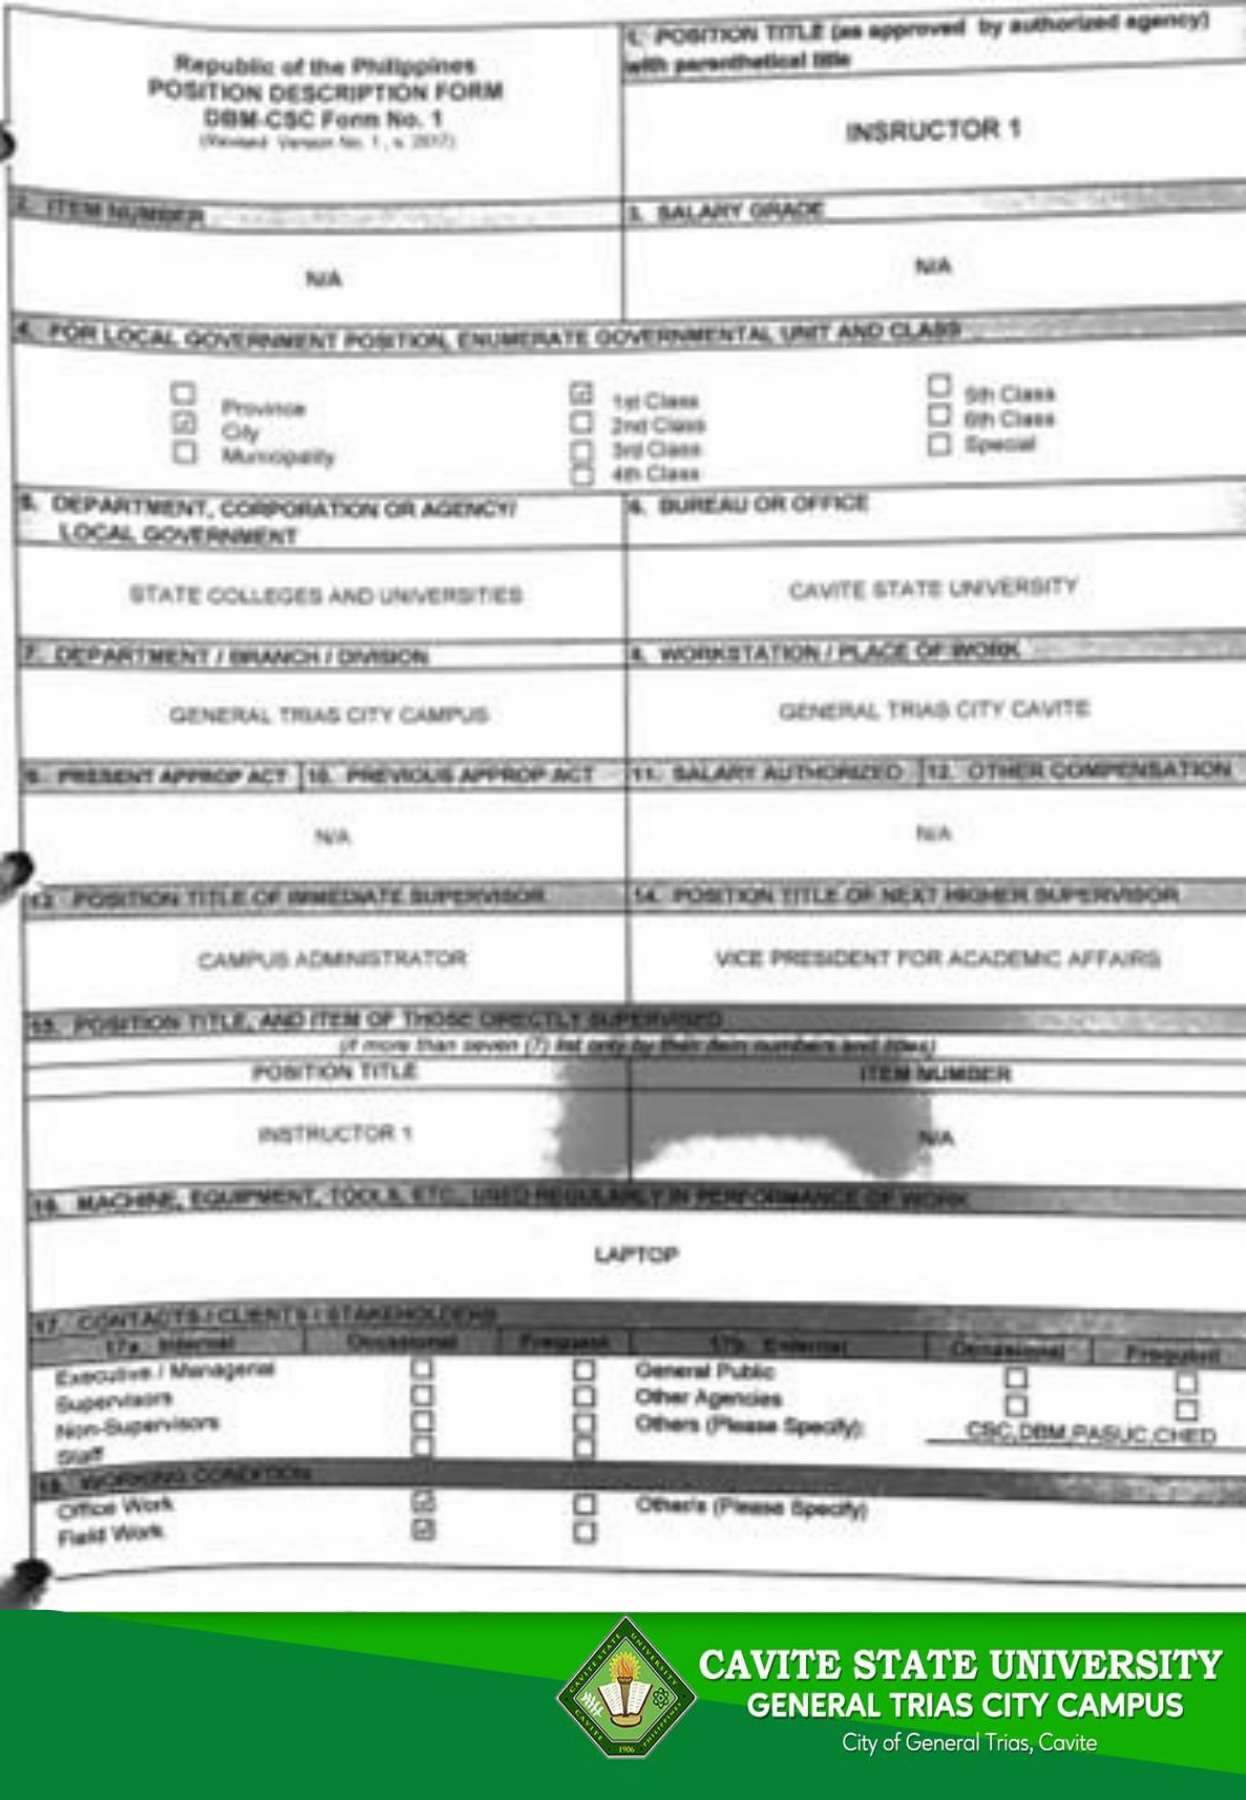 Republic of the Philippines
POSITION DESCRIPTION FORM
DBM-CSC Form No. 1
(Revised Version No. 1, s. 2017)
1. POSITION TITLE (as approved by authorized agency)
with parenthetical title
INSRUCTOR 1
2. ITEM NUMBER
3. SALARY GRADE
N/A
N/A
4. FOR LOCAL GOVERNMENT POSITION, ENUMERATE GOVERNMENTAL UNIT AND CLASS
Province
City
Municipality
1st Class
2nd Class
3rd Class
4th Class
5th Class
6th Class
Special
5. DEPARTMENT, CORPORATION OR AGENCY/
LOCAL GOVERNMENT
6. BUREAU OR OFFICE
STATE COLLEGES AND UNIVERSITIES
CAVITE STATE UNIVERSITY
7. DEPARTMENT / BRANCH / DIVISION
8. WORKSTATION / PLACE OF WORK
GENERAL TRIAS CITY CAMPUS
GENERAL TRIAS CITY CAVITE
9. PRESENT APPROP ACT
10. PREVIOUS APPROP ACT
11. SALARY AUTHORIZED
12. OTHER COMPENSATION
N/A
N/A
13. POSITION TITLE OF IMMEDIATE SUPERVISOR
14. POSITION TITLE OF NEXT HIGHER SUPERVISOR
CAMPUS ADMINISTRATOR
VICE PRESIDENT FOR ACADEMIC AFFAIRS
15. POSITION TITLE, AND ITEM OF THOSE DIRECTLY SUPERVISED
(if more than seven (7) list only by their item numbers and titles)
POSITION TITLE
ITEM NUMBER
INSTRUCTOR 1
N/A
16. MACHINE, EQUIPMENT, TOOLS, ETC., USED REGULARLY IN PERFORMANCE OF WORK
LAPTOP
17. CONTACTS / CLIENTS / STAKEHOLDERS
17a. Internal
Occasional
Frequent
17b. External
Occasional
Frequent
Executive / Managerial
General Public
Supervisors
Other Agencies
Non-Supervisors
Others (Please Specify):
CSC,DBM,PASUC,CHED
Staff
18. WORKING CONDITION
Office Work
Other/s (Please Specify)
Field Work
CAVITE STATE UNIVERSITY
CAVITE
PHILIPPINES
1906
CAVITE STATE UNIVERSITY
GENERAL TRIAS CITY CAMPUS
City of General Trias, Cavite